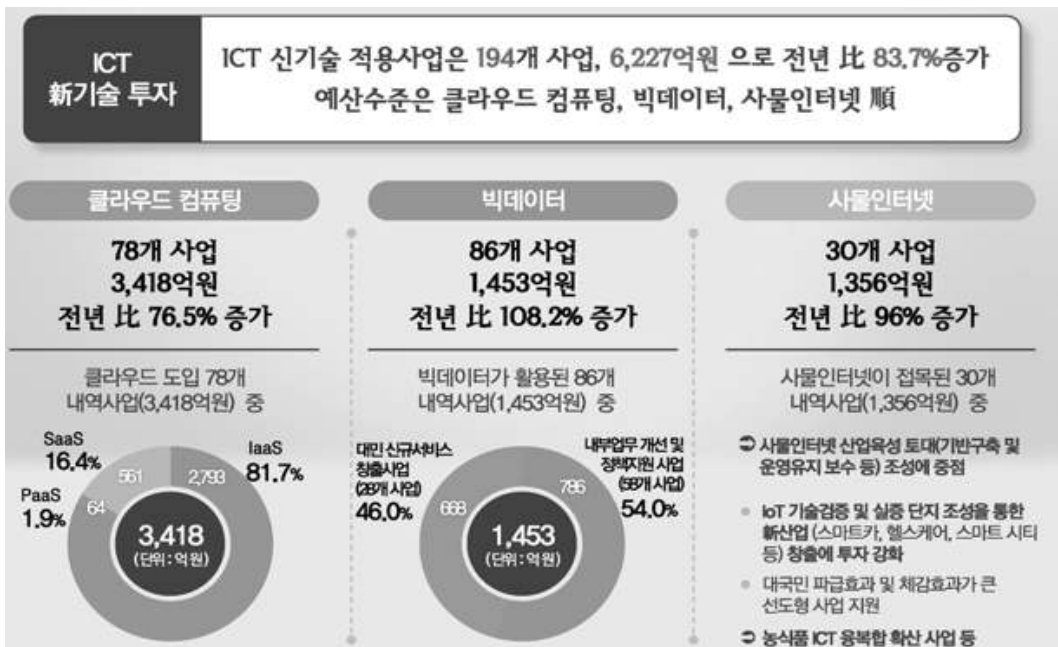 ICT
新기술 투자
ICT 신기술 적용사업은 194개 사업, 6,227억원 으로 전년 比 83.7%증가
예산수준은 클라우드 컴퓨팅, 빅데이터, 사물인터넷 順
클라우드 컴퓨팅
78개 사업
3,418억원
전년 比 76.5% 증가
클라우드 도입 78개
내역사업(3,418억원) 중
SaaS
16.4%
561
PaaS
1.9%
64
IaaS
81.7%
2,793
3,418
(단위:억원)
빅데이터
86개 사업
1,453억원
전년 比 108.2% 증가
빅데이터가 활용된 86개
내역사업(1,453억원) 중
대민 신규서비스
창출사업
(28개 사업)
46.0%
668
내부업무 개선 및
정책지원 사업
(58개 사업)
54.0%
786
1,453
(단위:억원)
사물인터넷
30개 사업
1,356억원
전년 比 96% 증가
사물인터넷이 접목된 30개
내역사업(1,356억원) 중
➲ 사물인터넷 산업육성 토대(기반구축 및
운영유지 보수 등) 조성에 중점
• IoT 기술검증 및 실증 단지 조성을 통한
新산업 (스마트카, 헬스케어, 스마트 시티
등) 창출에 투자 강화
• 대국민 파급효과 및 체감효과가 큰
선도형 사업 지원
➲ 농식품 ICT 융복합 확산 사업 등